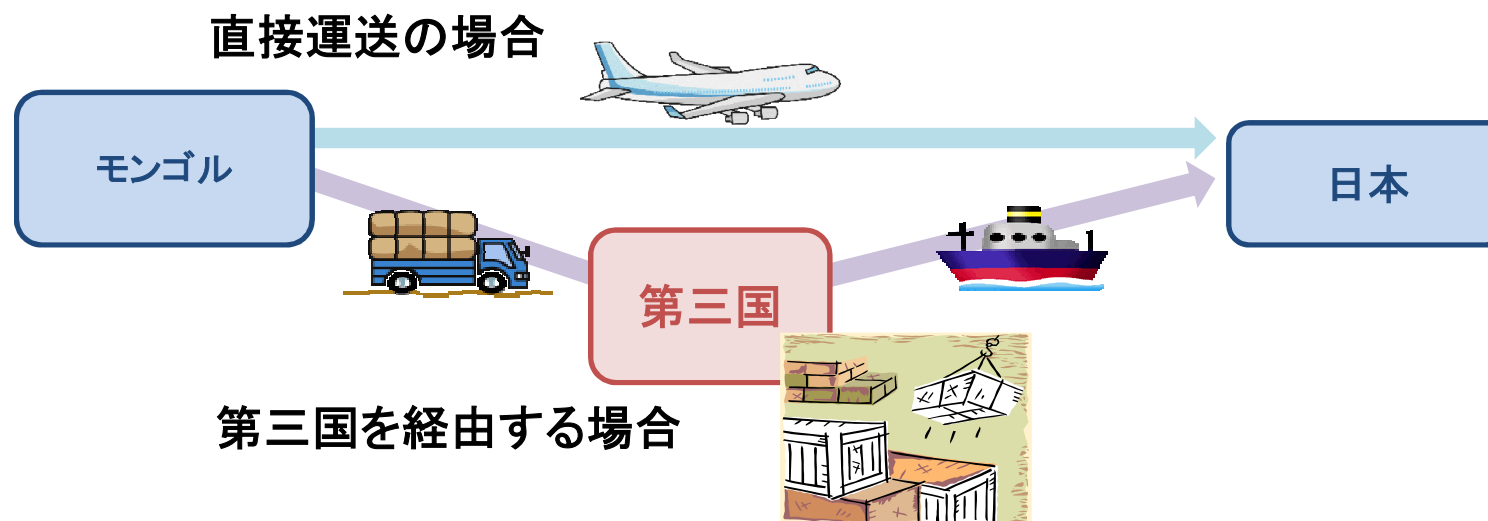 直接運送の場合
モンゴル
日本
第三国
第三国を経由する場合